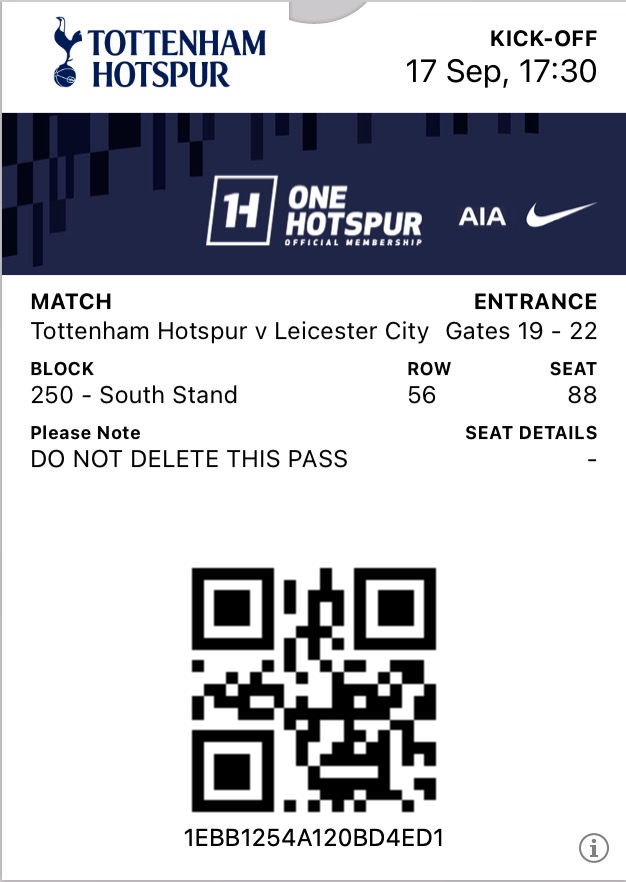 TOTTENHAM
HOTSPUR
KICK-OFF
17 Sep, 17:30
1H ONE
HOTSPUR
OFFICIAL MEMBERSHIP
AIA
MATCH ENTRANCE
Tottenham Hotspur v Leicester City Gates 19 - 22
BLOCK ROW SEAT
250 - South Stand 56 88
Please Note SEAT DETAILS
DO NOT DELETE THIS PASS -
1EBB1254A120BD4ED1
i